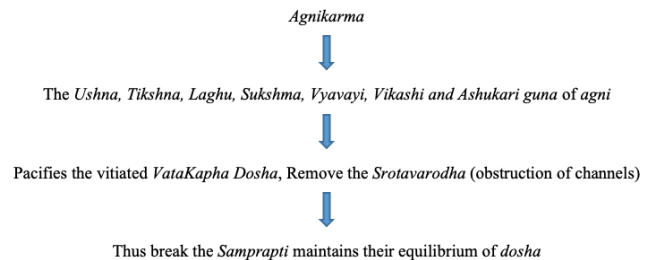 Agnikarma
The Ushna, Tikshna, Laghu, Sukshma, Vyavayi, Vikashi and Ashukari guna of agni
Pacifies the vitiated VataKapha Dosha, Remove the Srotavarodha (obstruction of channels)
Thus break the Samprapti maintains their equilibrium of dosha